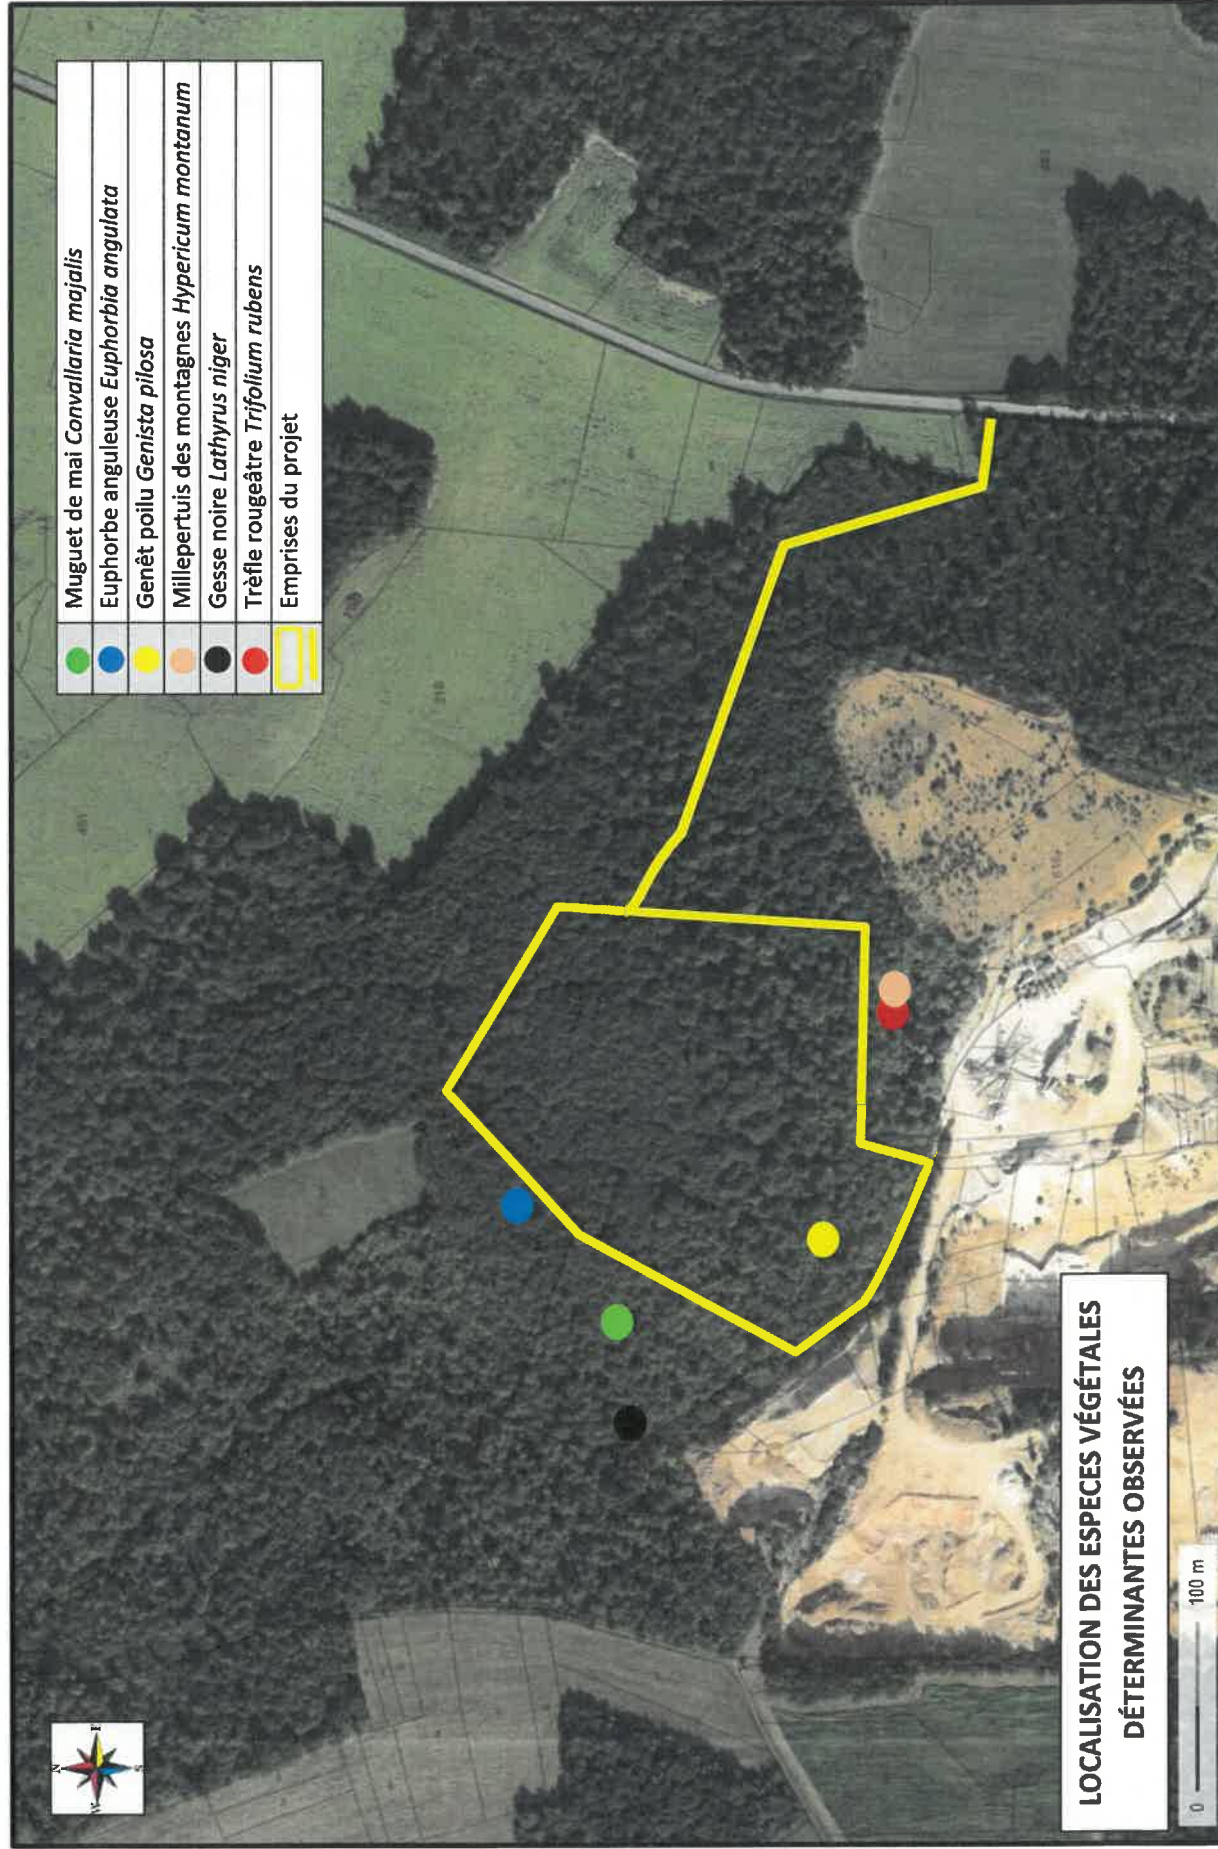 Muguet de mai Convallaria majalis
Euphorbe anguleuse Euphorbia angulata
Genêt poilu Genista pilosa
Millepertuis des montagnes Hypericum montanum
Gesse noire Lathyrus niger
Trèfle rougeâtre Trifolium rubens
Emprises du projet
N
W E
S
LOCALISATION DES ESPECES VÉGÉTALES
DÉTERMINANTES OBSERVÉES
0 100 m